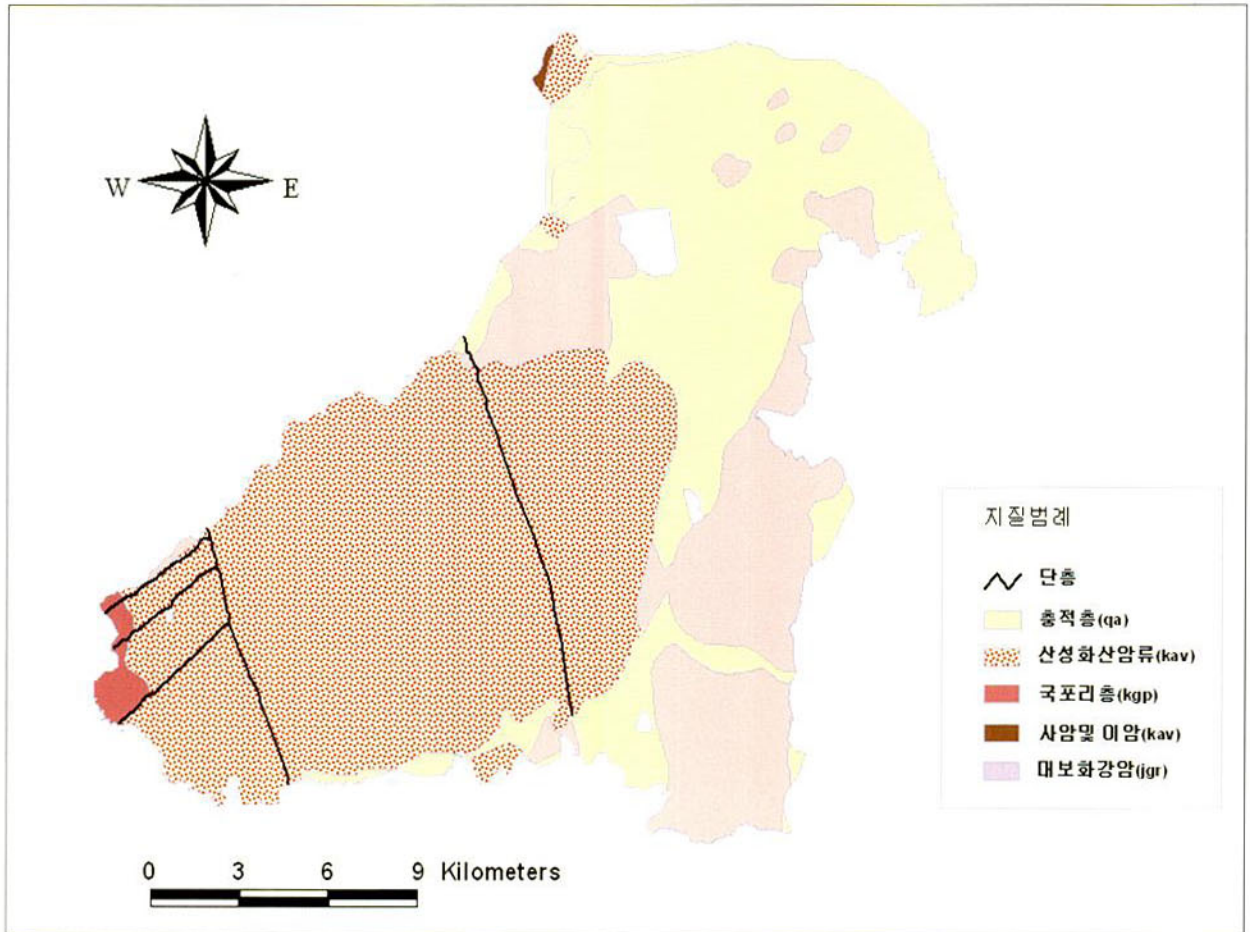 W
E
지질범례
단층
충적층(qa)
산성화산암류(kav)
국포리층(kgp)
사암및 이암(kav)
대보화강암(jgr)
0 3 6 9 Kilometers